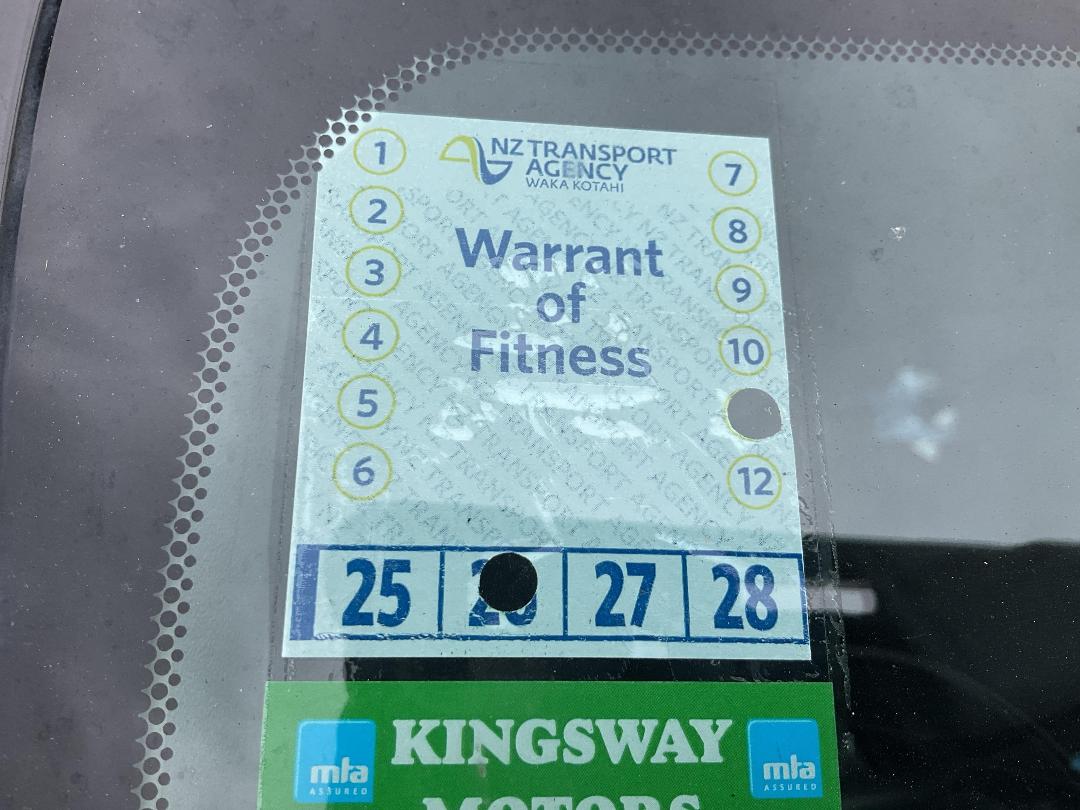 1
NZ TRANSPORT
AGENCY
WAKA KOTAHI
7
2
8
Warrant
of
Fitness
3
9
4
10
5
6
12
25
27
28
KINGSWAY
MOTORS
mta
ASSURED
mta
ASSURED